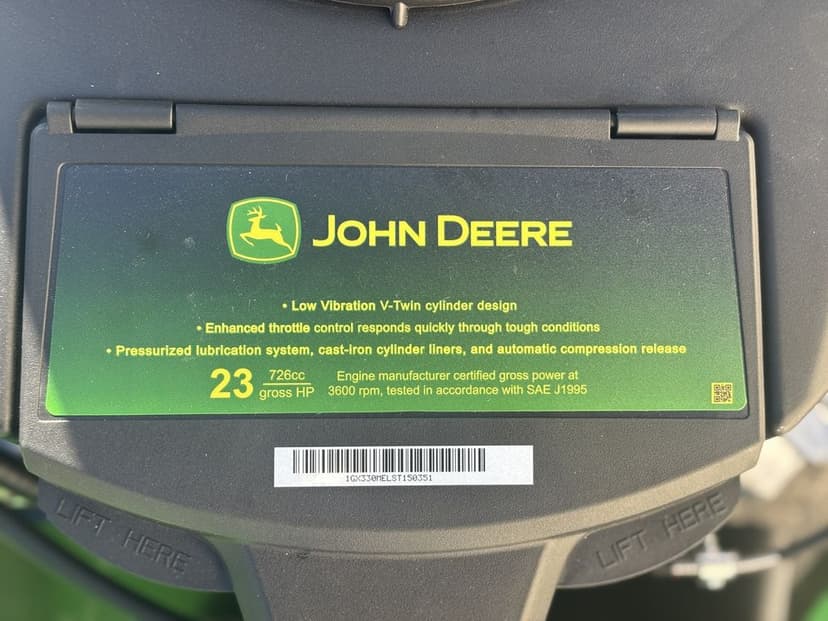 JOHN DEERE
• Low Vibration V-Twin cylinder design
• Enhanced throttle control responds quickly through tough conditions
• Pressurized lubrication system, cast-iron cylinder liners, and automatic compression release
23 726cc gross HP
Engine manufacturer certified gross power at
3600 rpm, tested in accordance with SAE J1995
1GX330MELST150351
LIFT HERE
LIFT HERE